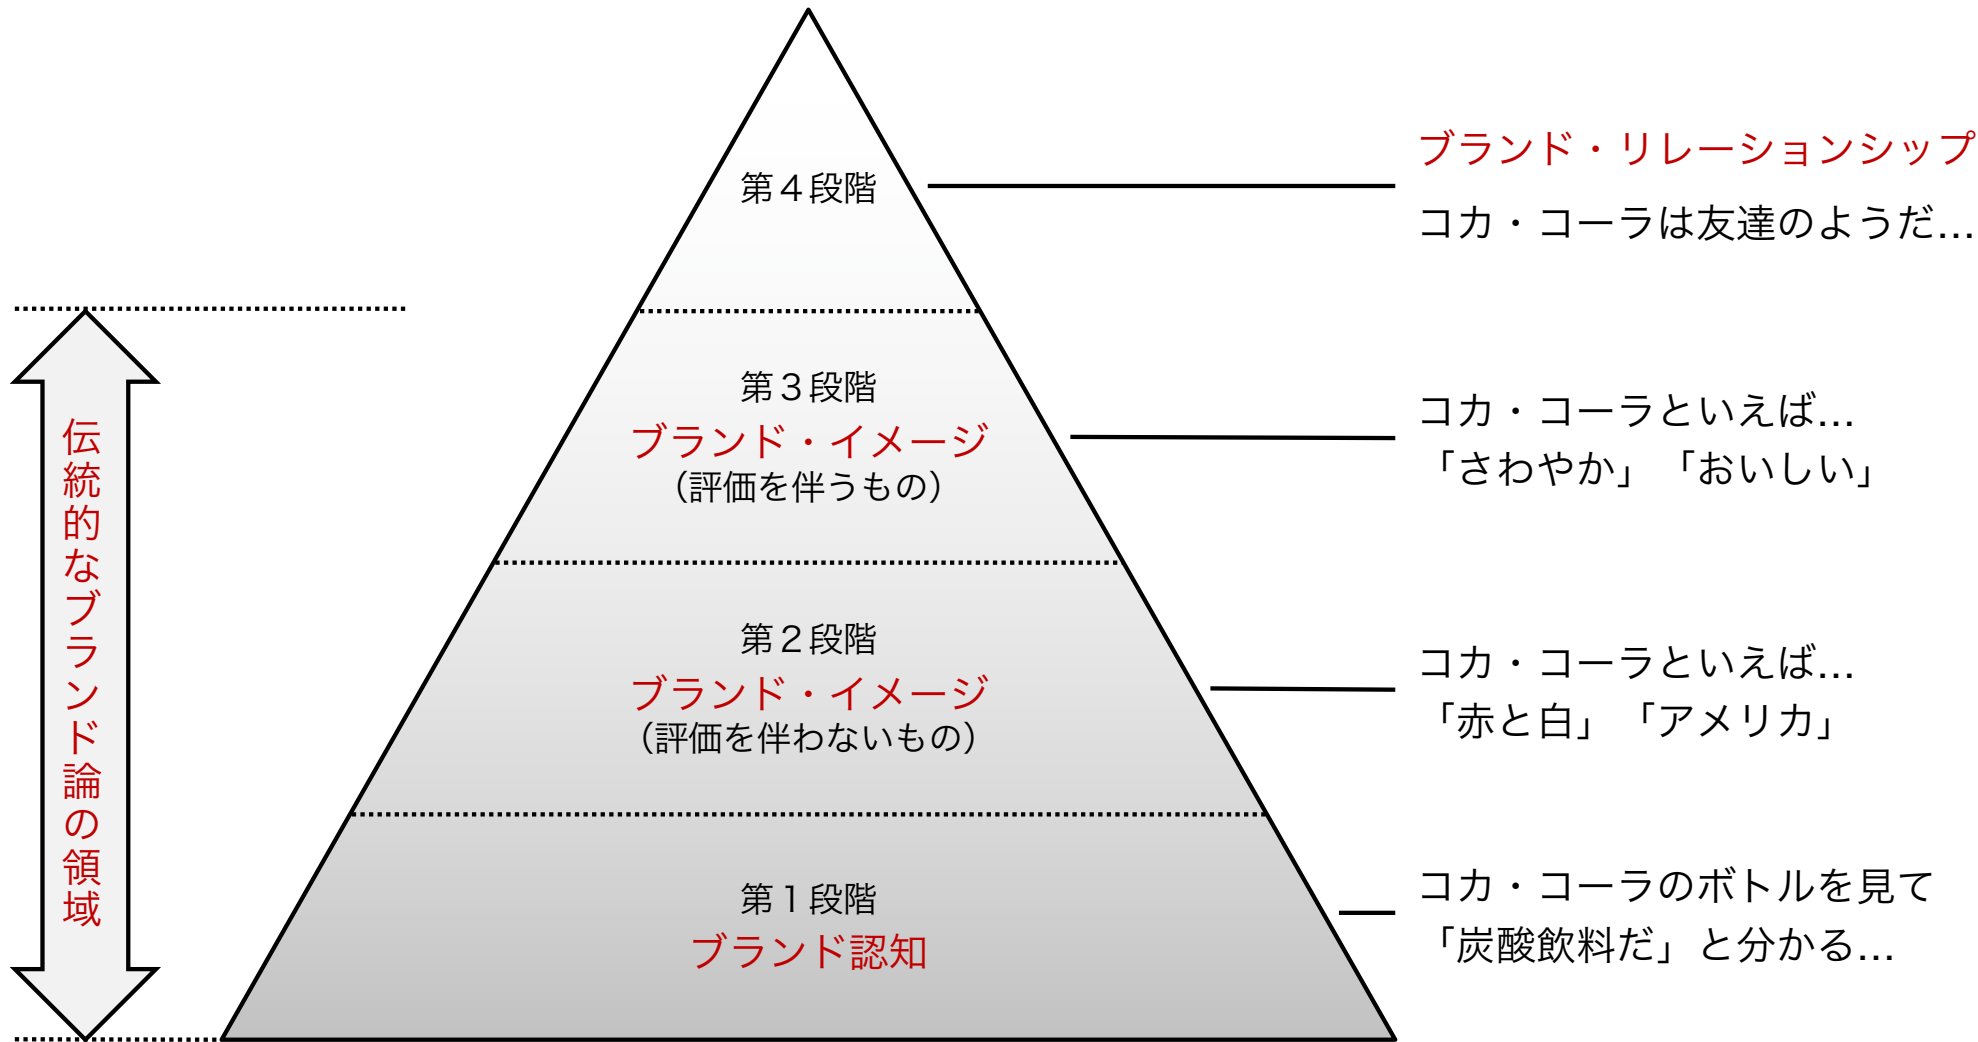 第４段階
ブランド・リレーションシップ
コカ・コーラは友達のようだ…
第３段階
ブランド・イメージ
（評価を伴うもの）
コカ・コーラといえば…
「さわやか」「おいしい」
伝統的なブランド論の領域
第２段階
ブランド・イメージ
（評価を伴わないもの）
コカ・コーラといえば…
「赤と白」「アメリカ」
第１段階
ブランド認知
コカ・コーラのボトルを見て
「炭酸飲料だ」と分かる…